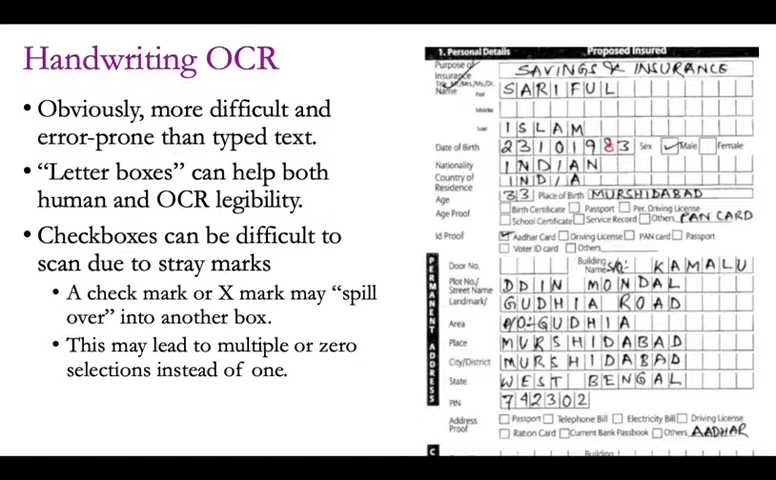 Handwriting OCR
• Obviously, more difficult and
error-prone than typed text.
• “Letter boxes” can help both
human and OCR legibility.
• Checkboxes can be difficult to
scan due to stray marks
• A check mark or X mark may “spill
over” into another box.
• This may lead to multiple or zero
selections instead of one.
1. Personal Details Proposed Insured
Purpose of
Insurance SAVINGS & INSURANCE
Name First SARIFUL
Middle
Last ISLAM
Date of Birth 23101983 Sex Male Female
Nationality INDIAN
Country of
Residence INDIA
Age 33 Place of Birth MURSHIDABAD
Age Proof Birth Certificate Passport Per. Driving License
School Certificate Service Record Others PAN CARD
Id Proof Aadhar Card Driving License PAN card Passport
Voter ID card Others
PERMANENT ADDRESS
Door No. Building
Name S/O: KAMALU
Plot No./
Street Name DDIN MONDAL
Landmark/ GUDHIA ROAD
Area P/O-GUDHIA
Place MURSHIDABAD
City/District MURSHIDABAD
State WEST BENGAL
PIN 742302
Address
Proof Passport Telephone Bill Electricity Bill Driving License
Ration Card Current Bank Passbook Others AADHAR
C Building